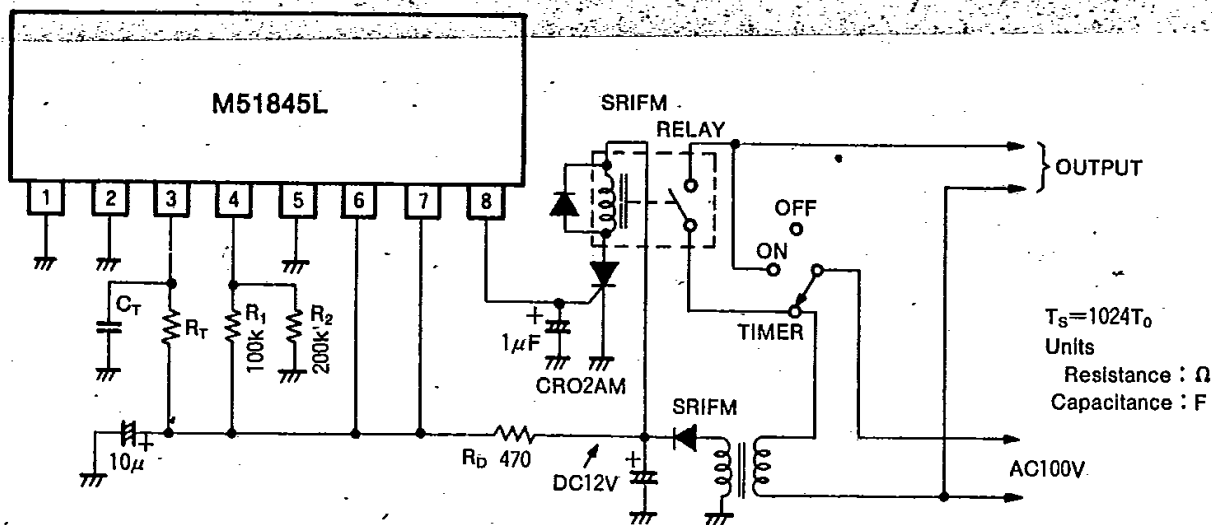 M51845L
1
2
3
4
5
6
7
8
SRIFM
RELAY
OUTPUT
OFF
ON
TIMER
CT
RT
R1
100k
R2
200k
+
1μF
CRO2AM
TS=1024T0
Units
Resistance : Ω
Capacitance : F
SRIFM
10μ
+
RD 470
DC12V
+
AC100V